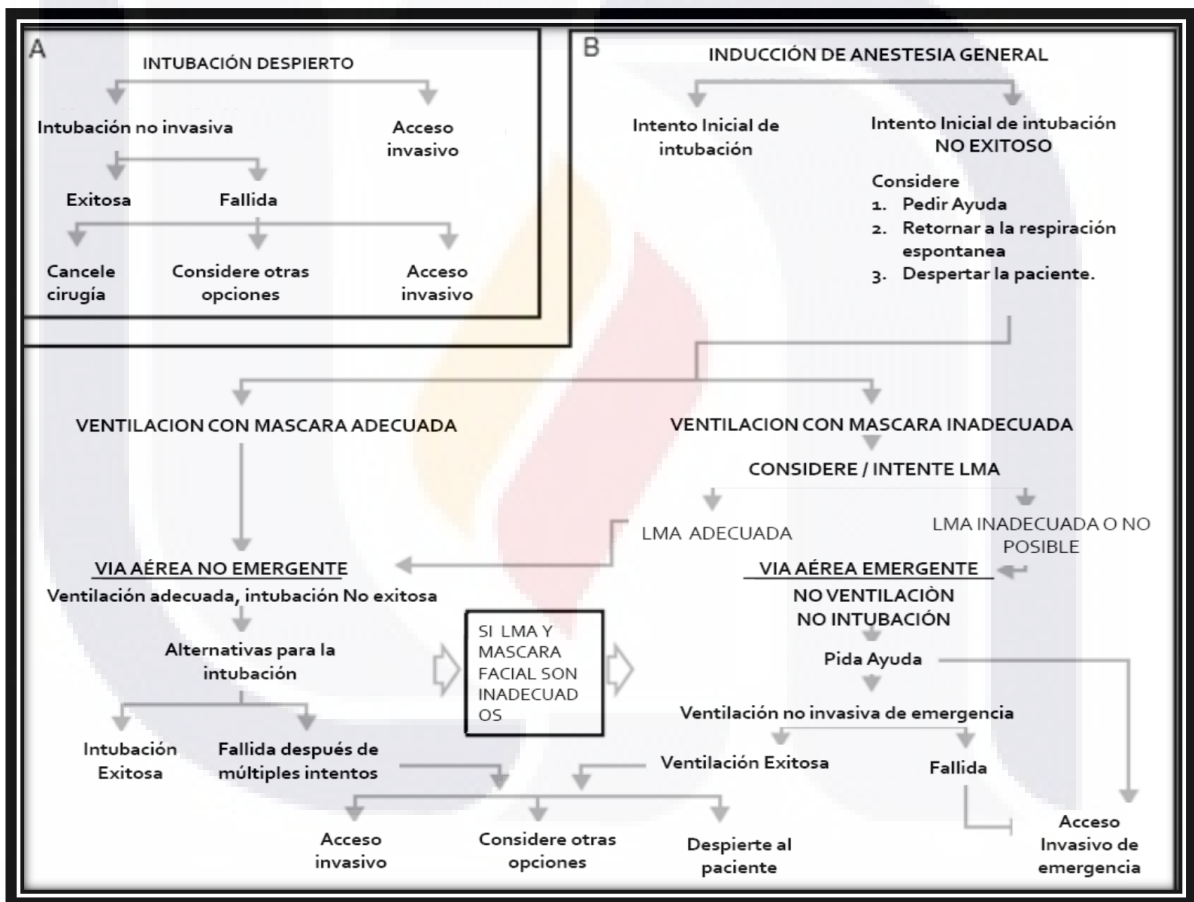 A
INTUBACIÓN DESPIERTO
Intubación no invasiva
Acceso
invasivo
Exitosa
Fallida
Cancele
cirugía
Considere otras
opciones
Acceso
invasivo
B
INDUCCIÓN DE ANESTESIA GENERAL
Intento Inicial de
intubación
Intento Inicial de intubación
NO EXITOSO
Considere
1. Pedir Ayuda
2. Retornar a la respiración
espontanea
3. Despertar la paciente.
VENTILACION CON MASCARA ADECUADA
VENTILACION CON MASCARA INADECUADA
CONSIDERE / INTENTE LMA
LMA ADECUADA
LMA INADECUADA O NO
POSIBLE
VIA AÉREA NO EMERGENTE
Ventilación adecuada, intubación No exitosa
VIA AÉREA EMERGENTE
NO VENTILACIÒN
NO INTUBACIÓN
Alternativas para la
intubación
SI LMA Y
MASCARA
FACIAL SON
INADECUAD
OS
Pida Ayuda
Ventilación no invasiva de emergencia
Intubación
Exitosa
Fallida después de
múltiples intentos
Ventilación Exitosa
Fallida
Acceso
invasivo
Considere otras
opciones
Despierte al
paciente
Acceso
Invasivo de
emergencia